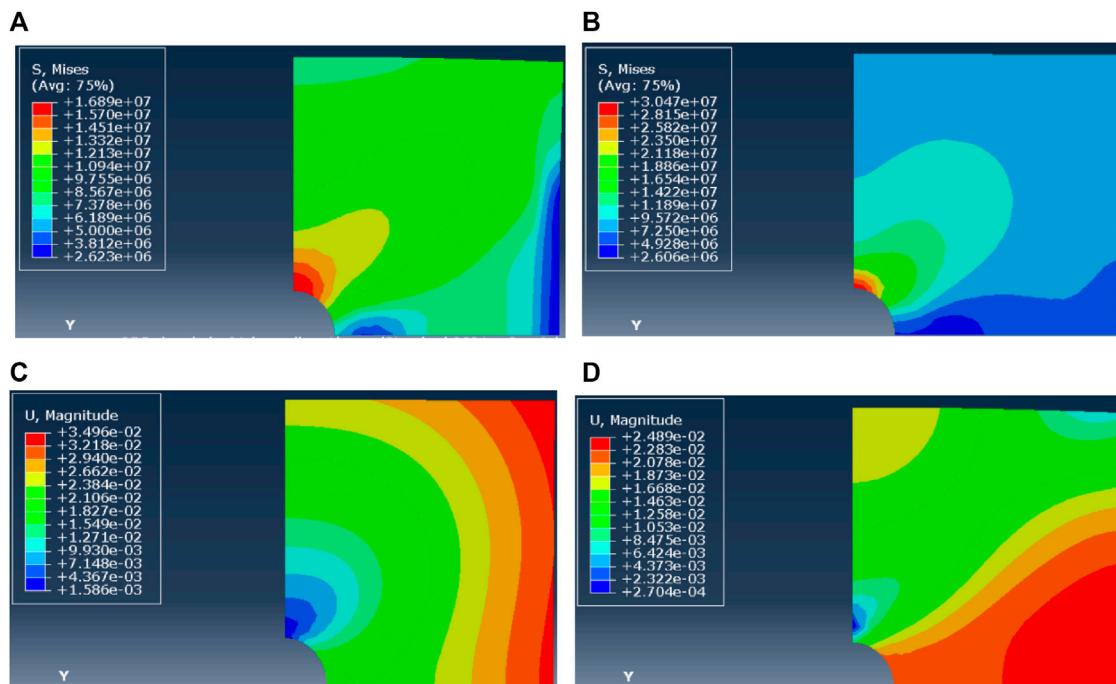 A
S, Mises
(Avg: 75%)
+1.689e+07
+1.570e+07
+1.451e+07
+1.332e+07
+1.213e+07
+1.094e+07
+9.755e+06
+8.567e+06
+7.378e+06
+6.189e+06
+5.000e+06
+3.812e+06
+2.623e+06
Y
B
S, Mises
(Avg: 75%)
+3.047e+07
+2.815e+07
+2.582e+07
+2.350e+07
+2.118e+07
+1.886e+07
+1.654e+07
+1.422e+07
+1.189e+07
+9.572e+06
+7.250e+06
+4.928e+06
+2.606e+06
Y
C
U, Magnitude
+3.496e-02
+3.218e-02
+2.940e-02
+2.662e-02
+2.384e-02
+2.106e-02
+1.827e-02
+1.549e-02
+1.271e-02
+9.930e-03
+7.148e-03
+4.367e-03
+1.586e-03
Y
D
U, Magnitude
+2.489e-02
+2.283e-02
+2.078e-02
+1.873e-02
+1.668e-02
+1.463e-02
+1.258e-02
+1.053e-02
+8.475e-03
+6.424e-03
+4.373e-03
+2.322e-03
+2.704e-04
Y